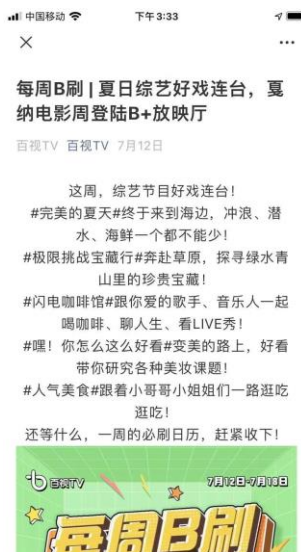 中国移动
下午3:33
每周B刷 | 夏日综艺好戏连台，戛
纳电影周登陆B+放映厅
百视TV 百视TV 7月12日
这周，综艺节目好戏连台！
#完美的夏天#终于来到海边，冲浪、潜
水、海鲜一个都不能少！
#极限挑战宝藏行#奔赴草原，探寻绿水青
山里的珍贵宝藏！
#闪电咖啡馆#跟你爱的歌手、音乐人一起
喝咖啡、聊人生、看LIVE秀！
#嘿！你怎么这么好看#变美的路上，好看
带你研究各种美妆课题！
#人气美食#跟着小哥哥小姐姐们一路逛吃
逛吃！
还等什么，一周的必刷日历，赶紧收下！
百视TV
7月12日-7月18日
每周B刷